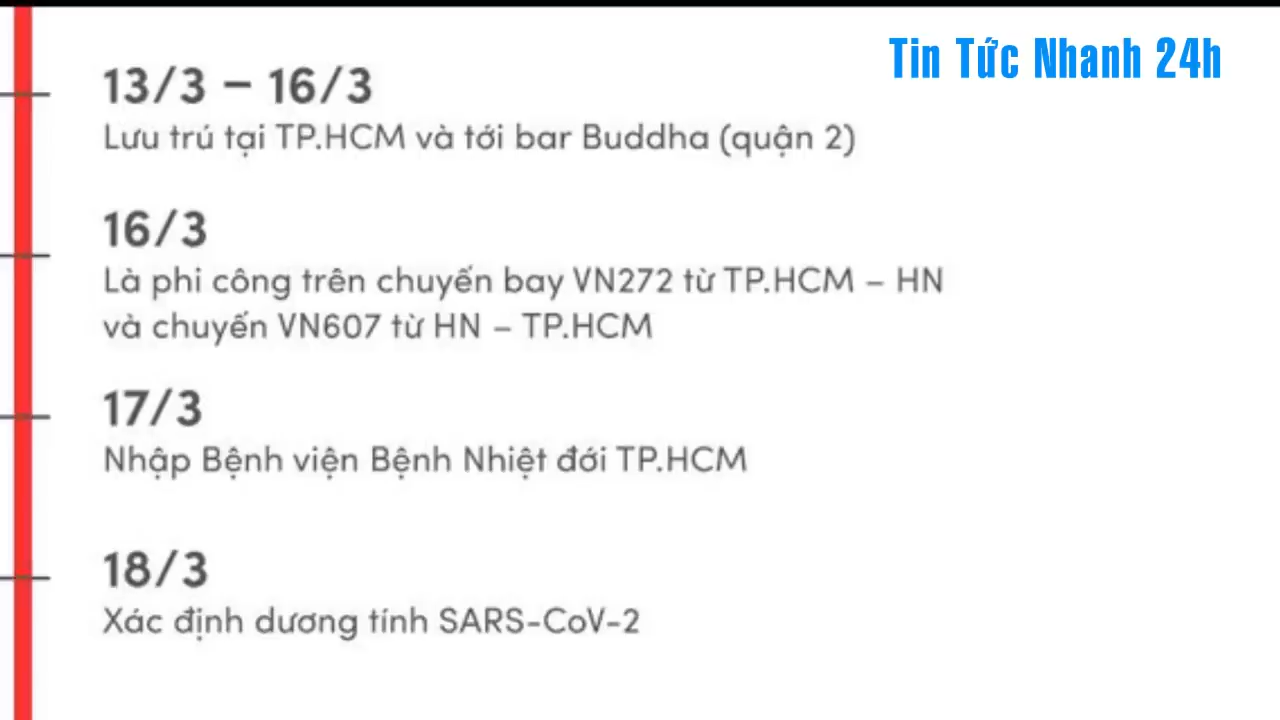 Tin Tức Nhanh 24h
13/3 – 16/3
Lưu trú tại TP.HCM và tới bar Buddha (quận 2)
16/3
Là phi công trên chuyến bay VN272 từ TP.HCM – HN
và chuyến VN607 từ HN – TP.HCM
17/3
Nhập Bệnh viện Bệnh Nhiệt đới TP.HCM
18/3
Xác định dương tính SARS-CoV-2